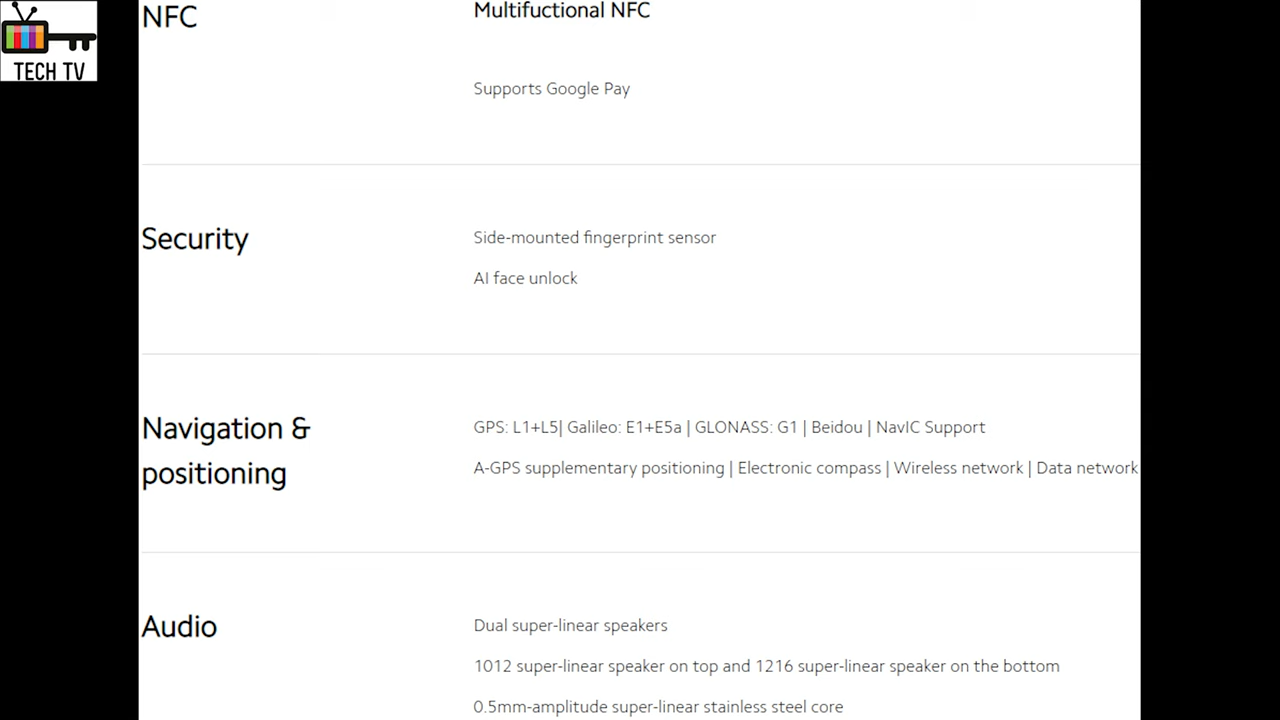 TECH TV
NFC
Multifuctional NFC
Supports Google Pay
Security
Side-mounted fingerprint sensor
AI face unlock
Navigation &
positioning
GPS: L1+L5| Galileo: E1+E5a | GLONASS: G1 | Beidou | NavIC Support
A-GPS supplementary positioning | Electronic compass | Wireless network | Data network
Audio
Dual super-linear speakers
1012 super-linear speaker on top and 1216 super-linear speaker on the bottom
0.5mm-amplitude super-linear stainless steel core